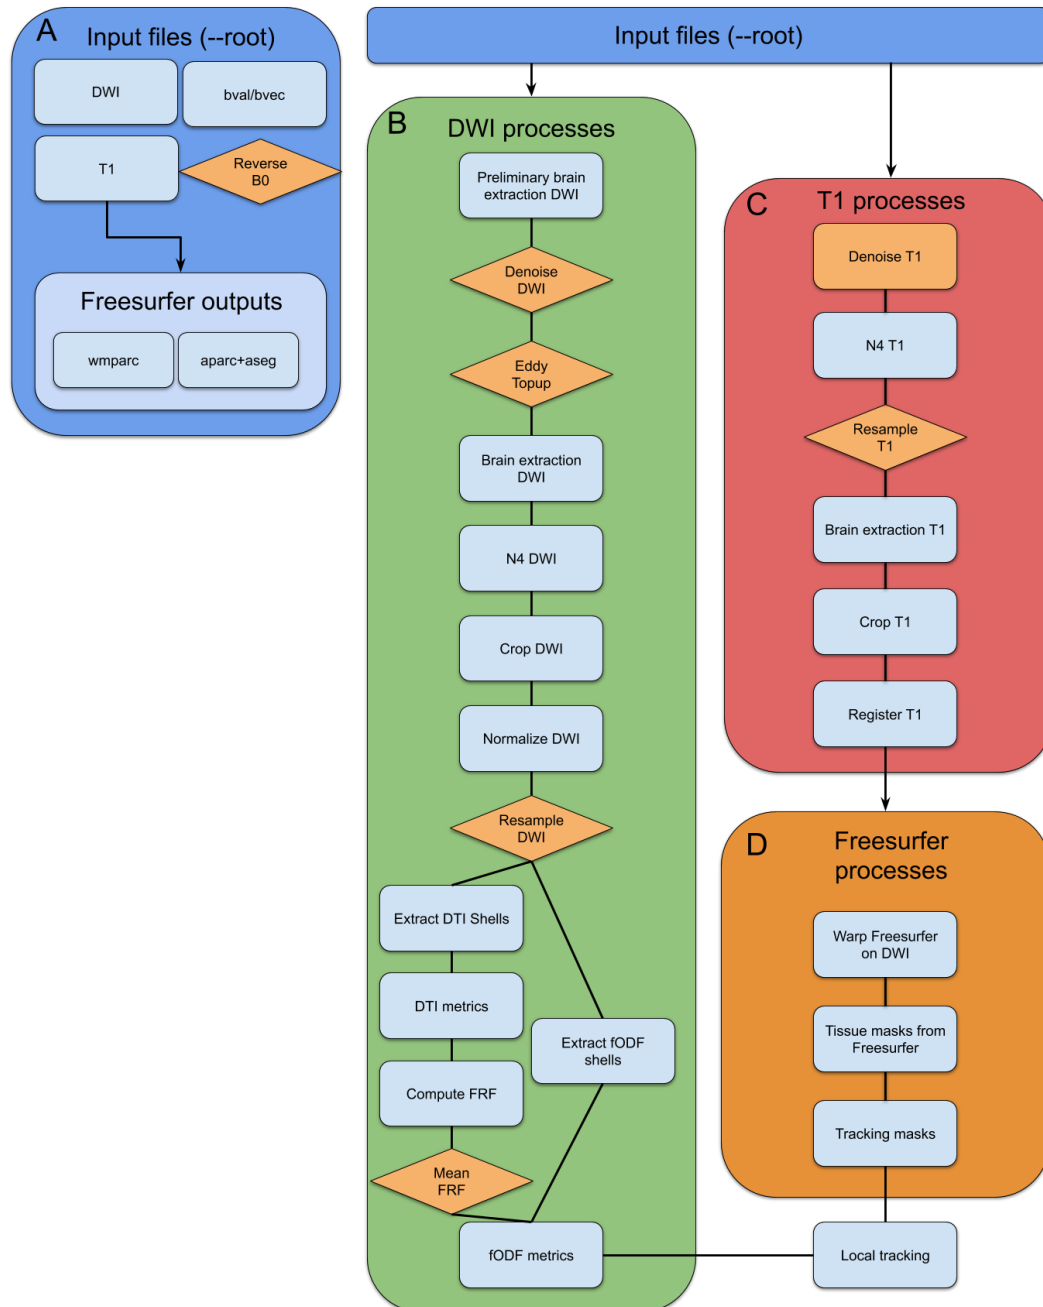 A
Input files (--root)
DWI
bval/bvec
T1
Reverse
B0
Freesurfer outputs
wmparc
aparc+aseg
Input files (--root)
B
DWI processes
Preliminary brain
extraction DWI
Denoise
DWI
Eddy
Topup
Brain extraction
DWI
N4 DWI
Crop DWI
Normalize DWI
Resample
DWI
Extract DTI Shells
DTI metrics
Compute FRF
Mean
FRF
Extract fODF
shells
fODF metrics
C
T1 processes
Denoise T1
N4 T1
Resample
T1
Brain extraction T1
Crop T1
Register T1
D
Freesurfer
processes
Warp Freesurfer
on DWI
Tissue masks from
Freesurfer
Tracking masks
Local tracking